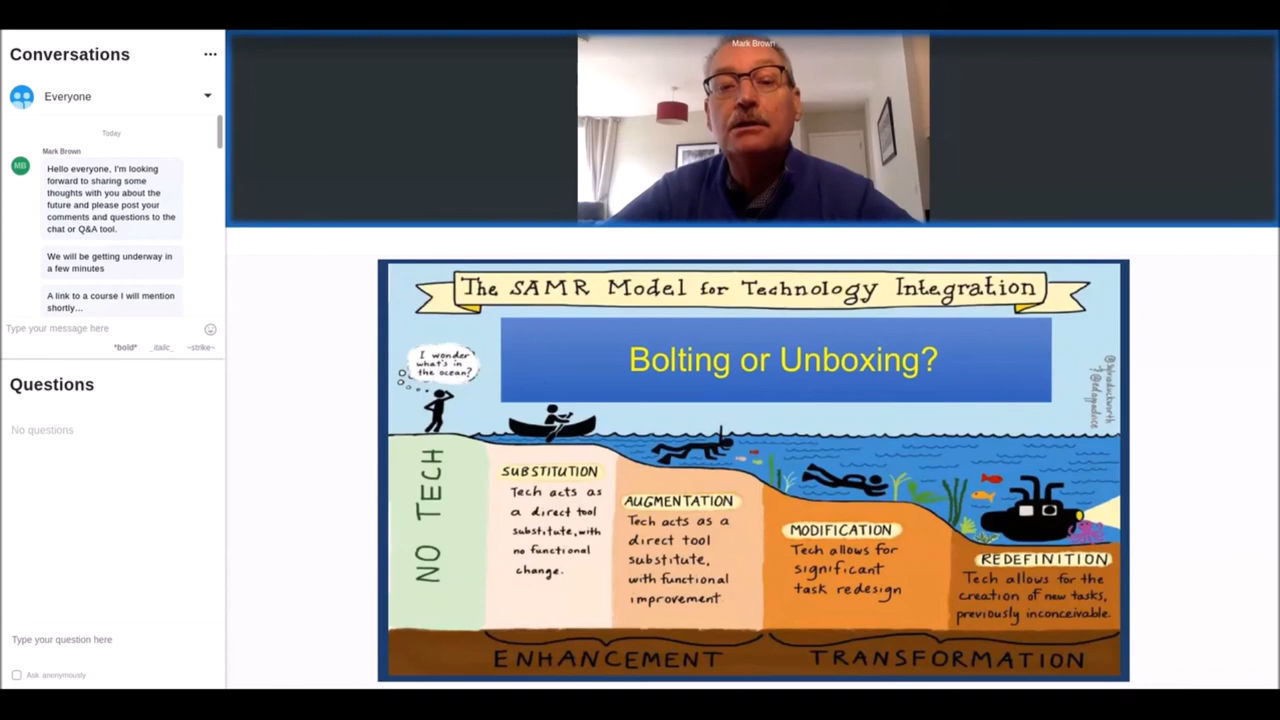 Conversations
Everyone
Today
Mark Brown
MB
Hello everyone, I'm looking
forward to sharing some
thoughts with you about the
future and please post your
comments and questions to the
chat or Q&A tool.
We will be getting underway in
a few minutes
A link to a course I will mention
shortly...
Type your message here
*bold* _italic_ ~strike~
Questions
No questions
Type your question here
Ask anonymously
Mark Brown
The SAMR Model for Technology Integration
Bolting or Unboxing?
I wonder
what's in
the ocean?
NO TECH
SUBSTITUTION
Tech acts as
a direct tool
substitute, with
no functional
change.
AUGMENTATION
Tech acts as a
direct tool
substitute,
with functional
improvement.
MODIFICATION
Tech allows for
significant
task redesign
REDEFINITION
Tech allows for the
creation of new tasks,
previously inconceivable.
ENHANCEMENT
TRANSFORMATION